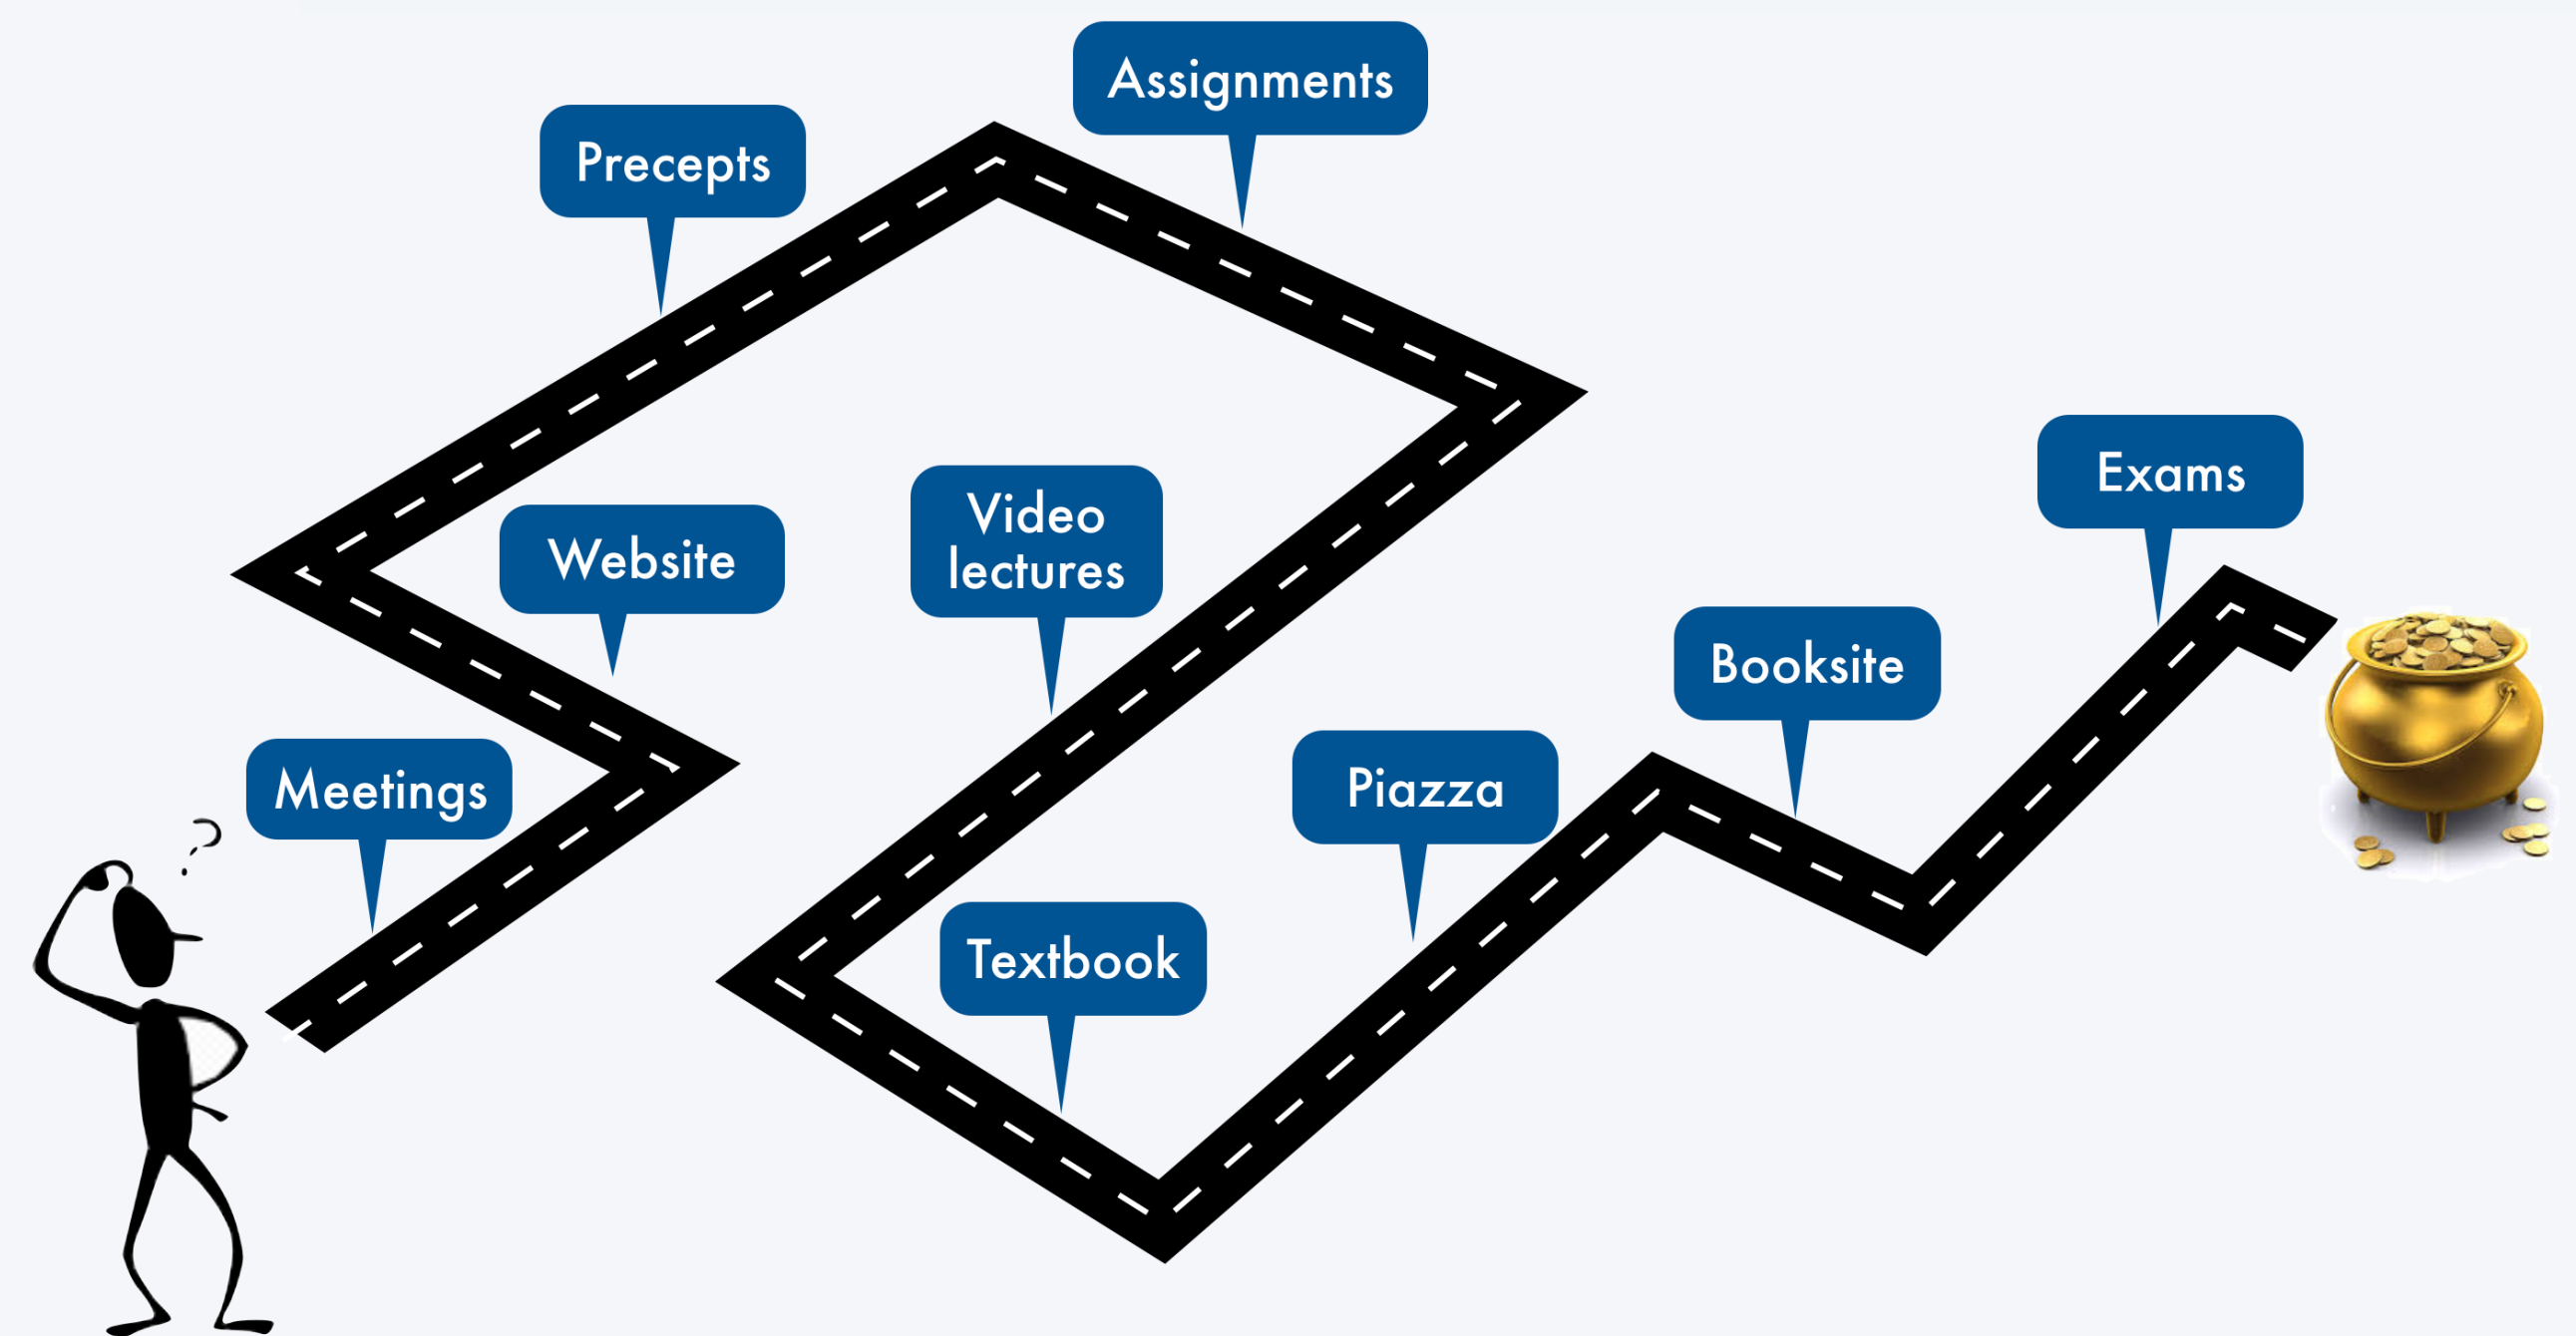 Assignments
Precepts
Exams
Video
lectures
Website
Booksite
Piazza
Meetings
?
Textbook